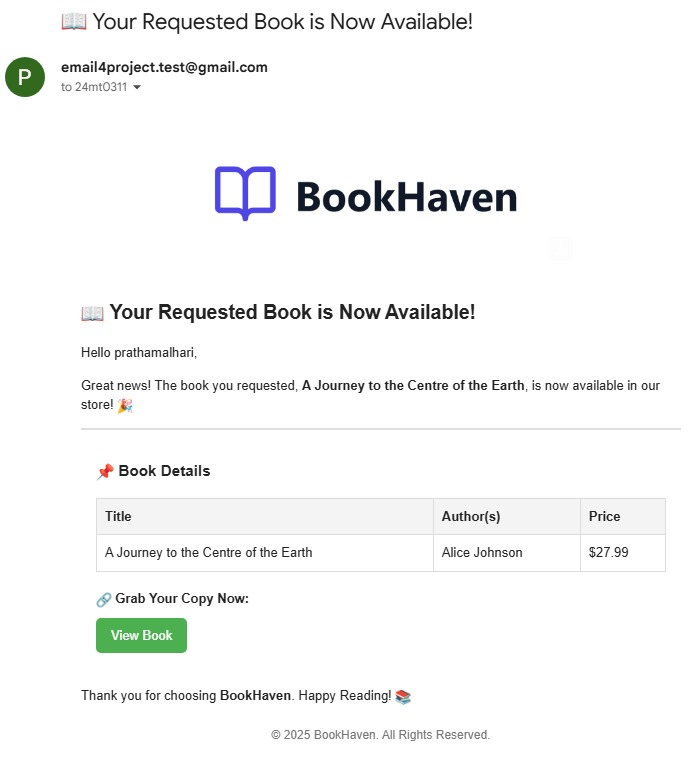 📖 Your Requested Book is Now Available!
P
email4project.test@gmail.com
to 24mt0311
BookHaven
📖 Your Requested Book is Now Available!
Hello prathamalhari,
Great news! The book you requested, A Journey to the Centre of the Earth, is now available in our
store! 🎉
📌 Book Details
Title Author(s) Price
A Journey to the Centre of the Earth Alice Johnson $27.99
🔗 Grab Your Copy Now:
View Book
Thank you for choosing BookHaven. Happy Reading! 📚
© 2025 BookHaven. All Rights Reserved.